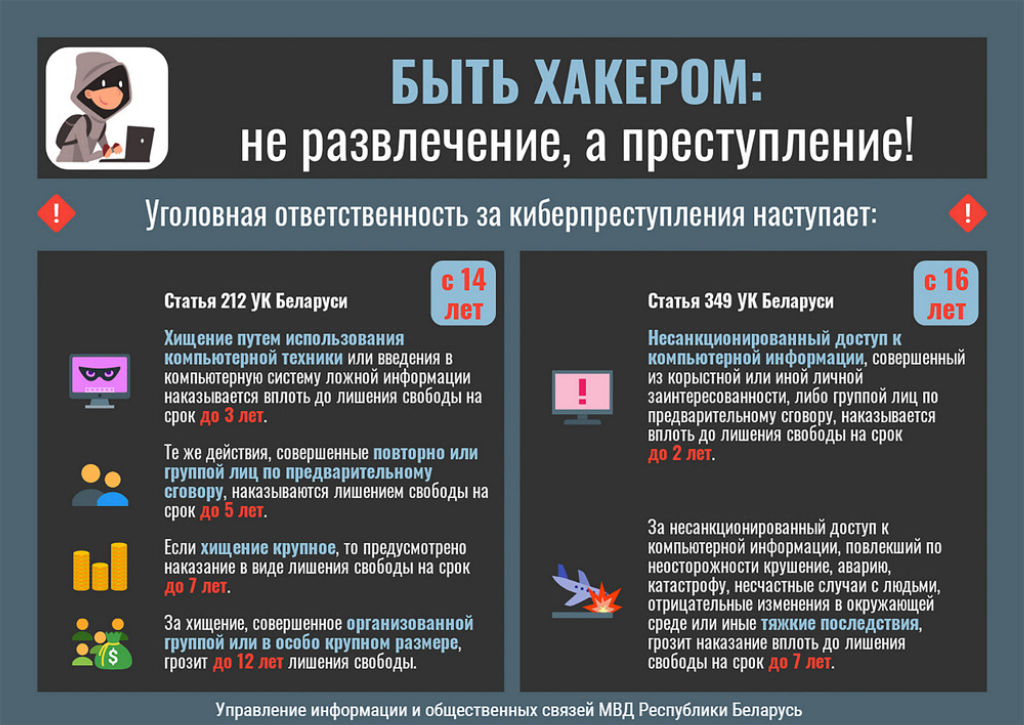 БЫТЬ ХАКЕРОМ:
не развлечение, а преступление!
!
Уголовная ответственность за киберпреступления наступает:
!
с 14
лет
Статья 212 УК Беларуси
Хищение путем использования
компьютерной техники или введения в
компьютерную систему ложной информации
наказывается вплоть до лишения свободы на
срок до 3 лет.
Те же действия, совершенные повторно или
группой лиц по предварительному
сговору, наказываются лишением свободы на
срок до 5 лет.
Если хищение крупное, то предусмотрено
наказание в виде лишения свободы на срок
до 7 лет.
За хищение, совершенное организованной
группой или в особо крупном размере,
грозит до 12 лет лишения свободы.
$
с 16
лет
Статья 349 УК Беларуси
Несанкционированный доступ к
компьютерной информации, совершенный
из корыстной или иной личной
заинтересованности, либо группой лиц по
предварительному сговору, наказывается
вплоть до лишения свободы на срок
до 2 лет.
!
За несанкционированный доступ к
компьютерной информации, повлекший по
неосторожности крушение, аварию,
катастрофу, несчастные случаи с людьми,
отрицательные изменения в окружающей
среде или иные тяжкие последствия,
грозит наказание вплоть до лишения
свободы на срок до 7 лет.
Управление информации и общественных связей МВД Республики Беларусь